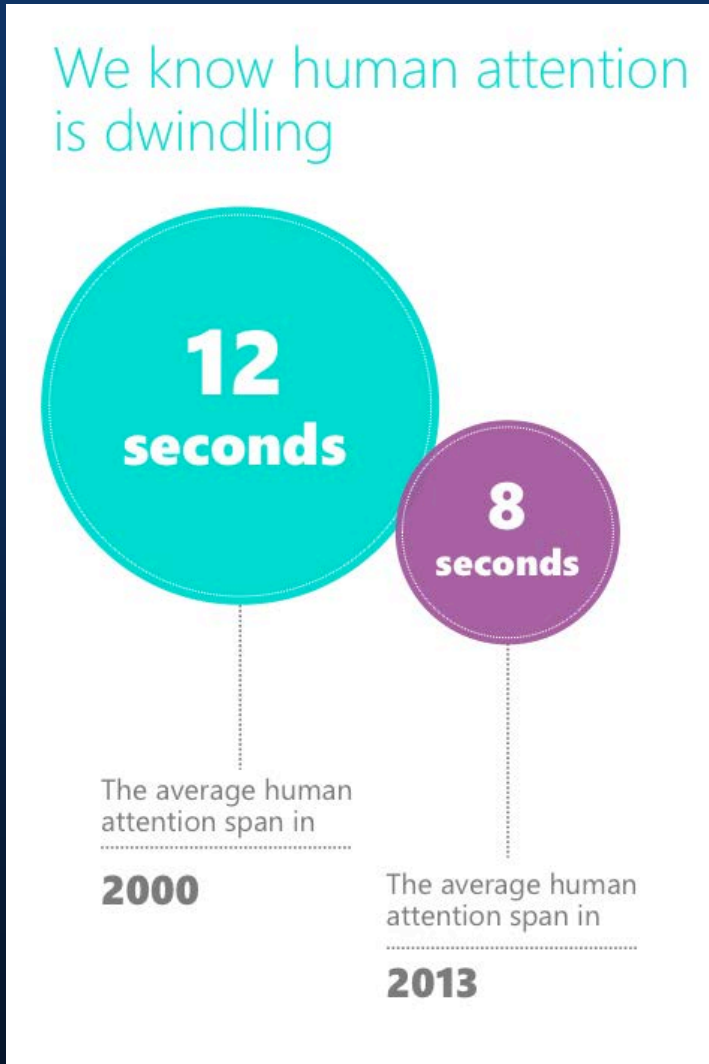 We know human attention
is dwindling
12
seconds
8
seconds
The average human
attention span in
2000
The average human
attention span in
2013